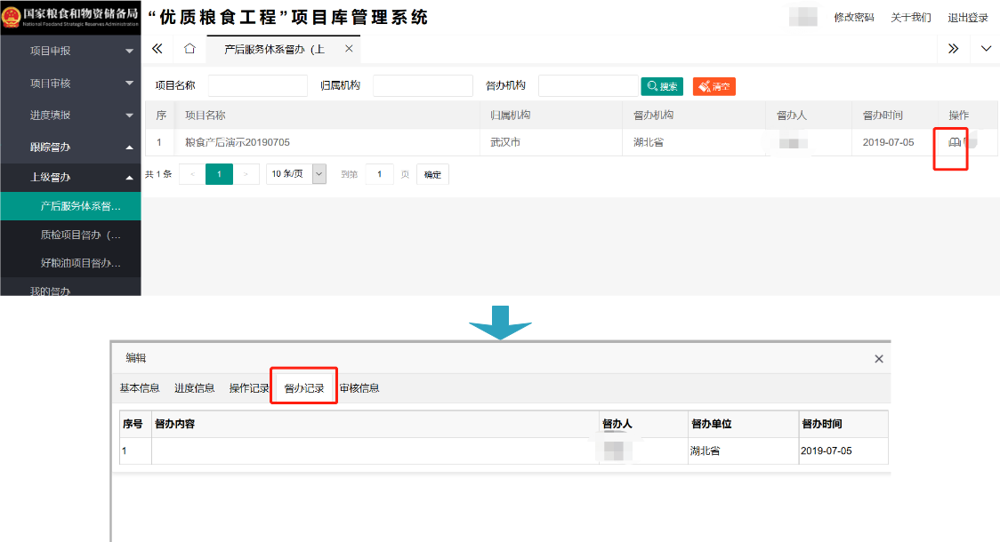 国家粮食和物资储备局
National Foodand Strategic Reserves Administration
“优质粮食工程”项目库管理系统
修改密码 关于我们 退出登录
项目申报
项目审核
进度填报
跟踪督办
上级督办
产后服务体系督...
质检项目督办（...
好粮油项目督办...
我的督办
产后服务体系督办（上
项目名称 归属机构 督办机构 搜索 清空
序 项目名称 归属机构 督办机构 督办人 督办时间 操作
1 粮食产后演示20190705 武汉市 湖北省 2019-07-05
共 1 条 < 1 > 10 条/页 到第 1 页 确定
编辑
基本信息 进度信息 操作记录 督办记录 审核信息
序号 督办内容 督办人 督办单位 督办时间
1 湖北省 2019-07-05